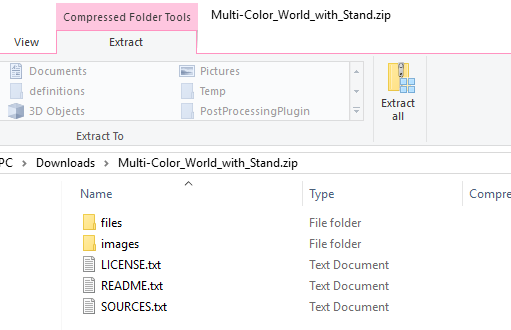 Compressed Folder Tools Multi-Color_World_with_Stand.zip
View Extract
Documents Pictures
definitions Temp
3D Objects PostProcessingPlugin
Extract all
Extract To
PC > Downloads > Multi-Color_World_with_Stand.zip
Name Type Compre
files File folder
images File folder
LICENSE.txt Text Document
README.txt Text Document
SOURCES.txt Text Document